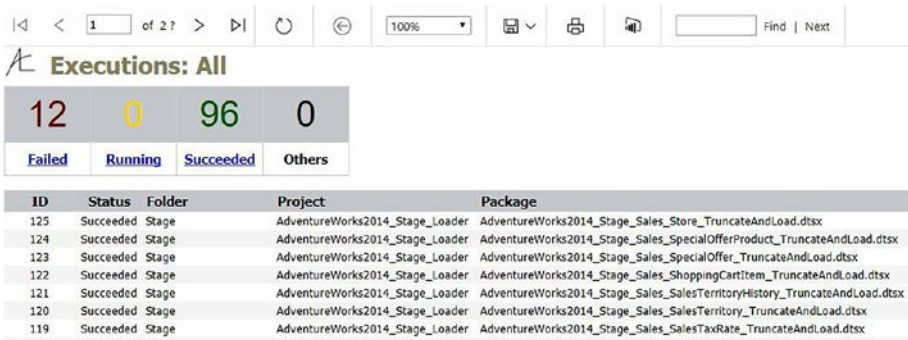 1 of 2 ? 100% Find | Next
AC Executions: All
12 0 96 0
Failed Running Succeeded Others
ID Status Folder Project Package
125 Succeeded Stage AdventureWorks2014_Stage_Loader AdventureWorks2014_Stage_Sales_Store_TruncateAndLoad.dtsx
124 Succeeded Stage AdventureWorks2014_Stage_Loader AdventureWorks2014_Stage_Sales_SpecialOfferProduct_TruncateAndLoad.dtsx
123 Succeeded Stage AdventureWorks2014_Stage_Loader AdventureWorks2014_Stage_Sales_SpecialOffer_TruncateAndLoad.dtsx
122 Succeeded Stage AdventureWorks2014_Stage_Loader AdventureWorks2014_Stage_Sales_ShoppingCartItem_TruncateAndLoad.dtsx
121 Succeeded Stage AdventureWorks2014_Stage_Loader AdventureWorks2014_Stage_Sales_SalesTerritoryHistory_TruncateAndLoad.dtsx
120 Succeeded Stage AdventureWorks2014_Stage_Loader AdventureWorks2014_Stage_Sales_SalesTerritory_TruncateAndLoad.dtsx
119 Succeeded Stage AdventureWorks2014_Stage_Loader AdventureWorks2014_Stage_Sales_SalesTaxRate_TruncateAndLoad.dtsx